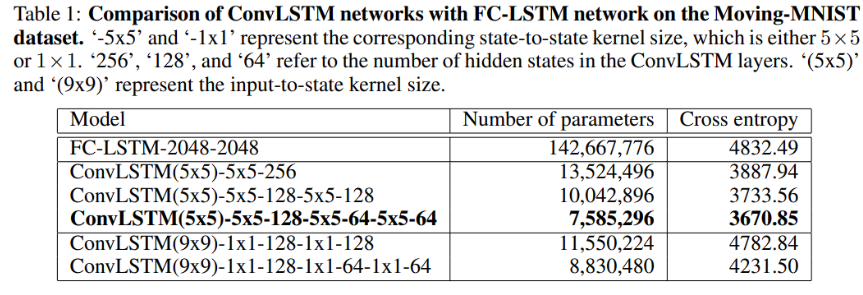 Table 1: Comparison of ConvLSTM networks with FC-LSTM network on the Moving-MNIST
dataset. ‘-5x5’ and ‘-1x1’ represent the corresponding state-to-state kernel size, which is either 5×5
or 1×1. ‘256’, ‘128’, and ‘64’ refer to the number of hidden states in the ConvLSTM layers. ‘(5x5)’
and ‘(9x9)’ represent the input-to-state kernel size.
Model Number of parameters Cross entropy
FC-LSTM-2048-2048 142,667,776 4832.49
ConvLSTM(5x5)-5x5-256 13,524,496 3887.94
ConvLSTM(5x5)-5x5-128-5x5-128 10,042,896 3733.56
ConvLSTM(5x5)-5x5-128-5x5-64-5x5-64 7,585,296 3670.85
ConvLSTM(9x9)-1x1-128-1x1-128 11,550,224 4782.84
ConvLSTM(9x9)-1x1-128-1x1-64-1x1-64 8,830,480 4231.50